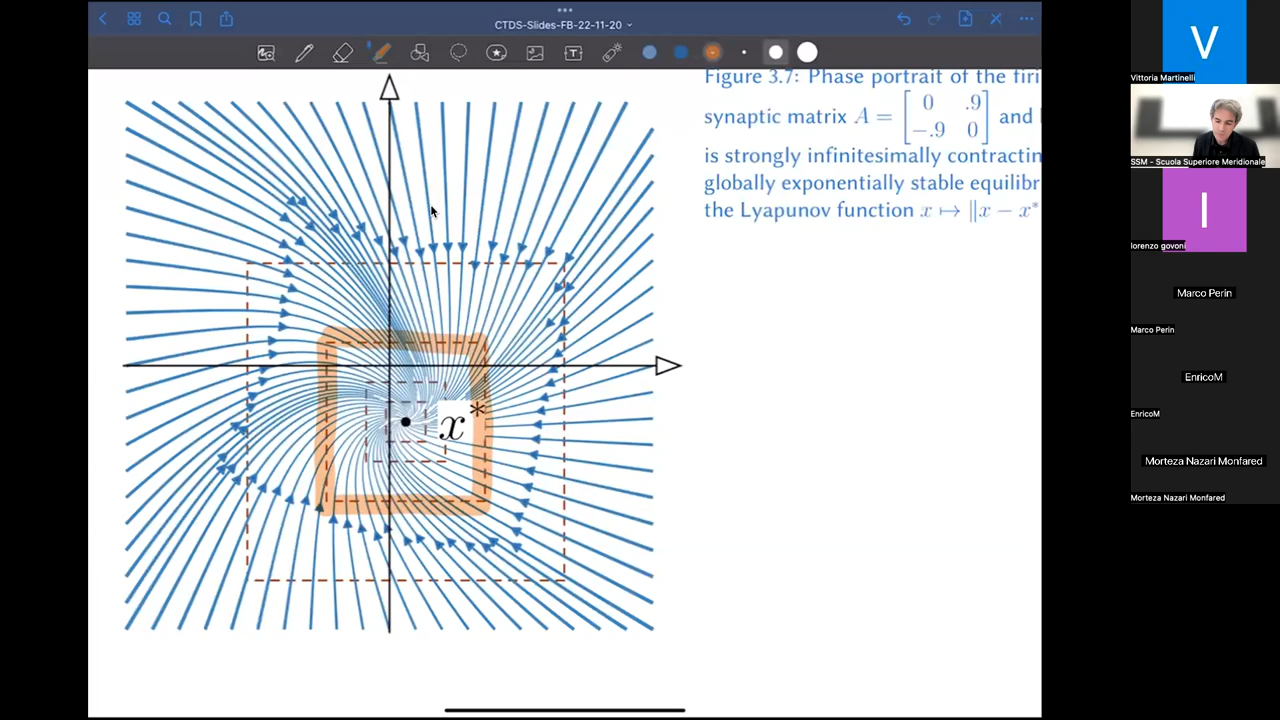 CTDS-Slides-FB-22-11-20
Figure 3.7: Phase portrait of the firi
synaptic matrix A = [0 .9; −.9 0] and
is strongly infinitesimally contractin
globally exponentially stable equilibr
the Lyapunov function x ↦ ‖x − x*
x*
V
Vittoria Martinelli
SSM - Scuola Superiore Meridionale
I
lorenzo govoni
Marco Perin
Marco Perin
EnricoM
EnricoM
Morteza Nazari Monfared
Morteza Nazari Monfared